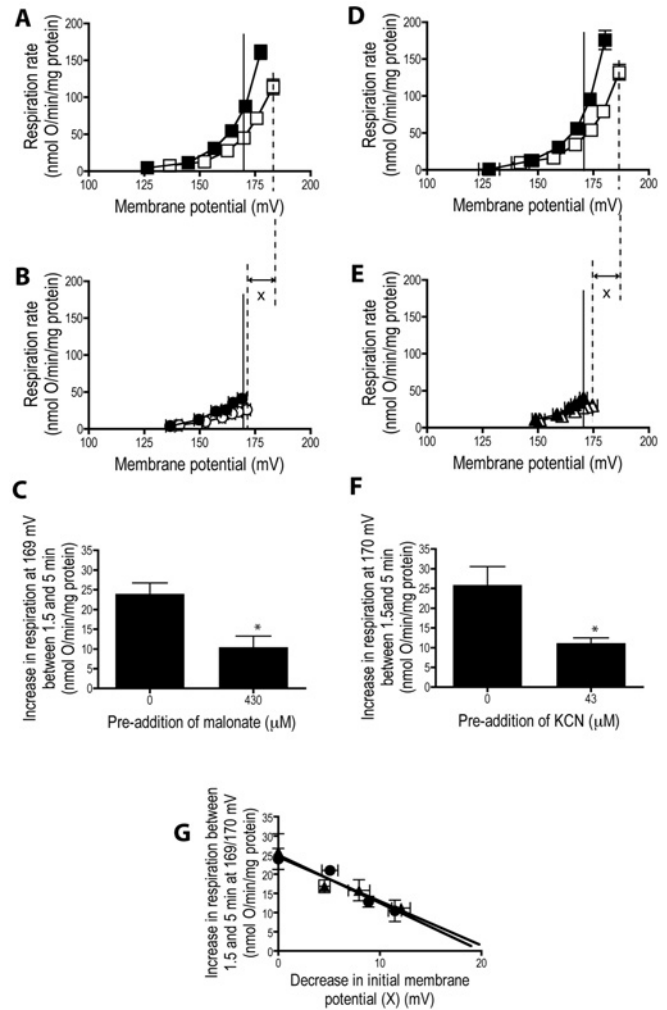 A
Respiration rate
(nmol O/min/mg protein)
200
150
100
50
0
100
125
150
175
200
Membrane potential (mV)
D
Respiration rate
(nmol O/min/mg protein)
200
150
100
50
0
100
125
150
175
200
Membrane potential (mV)
B
Respiration rate
(nmol O/min/mg protein)
200
150
100
50
0
X
100
125
150
175
200
Membrane potential (mV)
E
Respiration rate
(nmol O/min/mg protein)
200
150
100
50
0
X
100
125
150
175
200
Membrane potential (mV)
C
Increase in respiration at 169 mV
between 1.5 and 5 min
(nmol O/min/mg protein)
35
30
25
20
15
10
5
0
*
0
430
Pre-addition of malonate (μM)
F
Increase in respiration at 170 mV
between 1.5and 5 min
(nmol O/min/mg protein)
35
30
25
20
15
10
5
0
*
0
43
Pre-addition of KCN (μM)
G
Increase in respiration between
1.5 and 5 min at 169/170 mV
(nmol O/min/mg protein)
35
30
25
20
15
10
5
0
0
10
20
Decrease in initial membrane
potential (X) (mV)